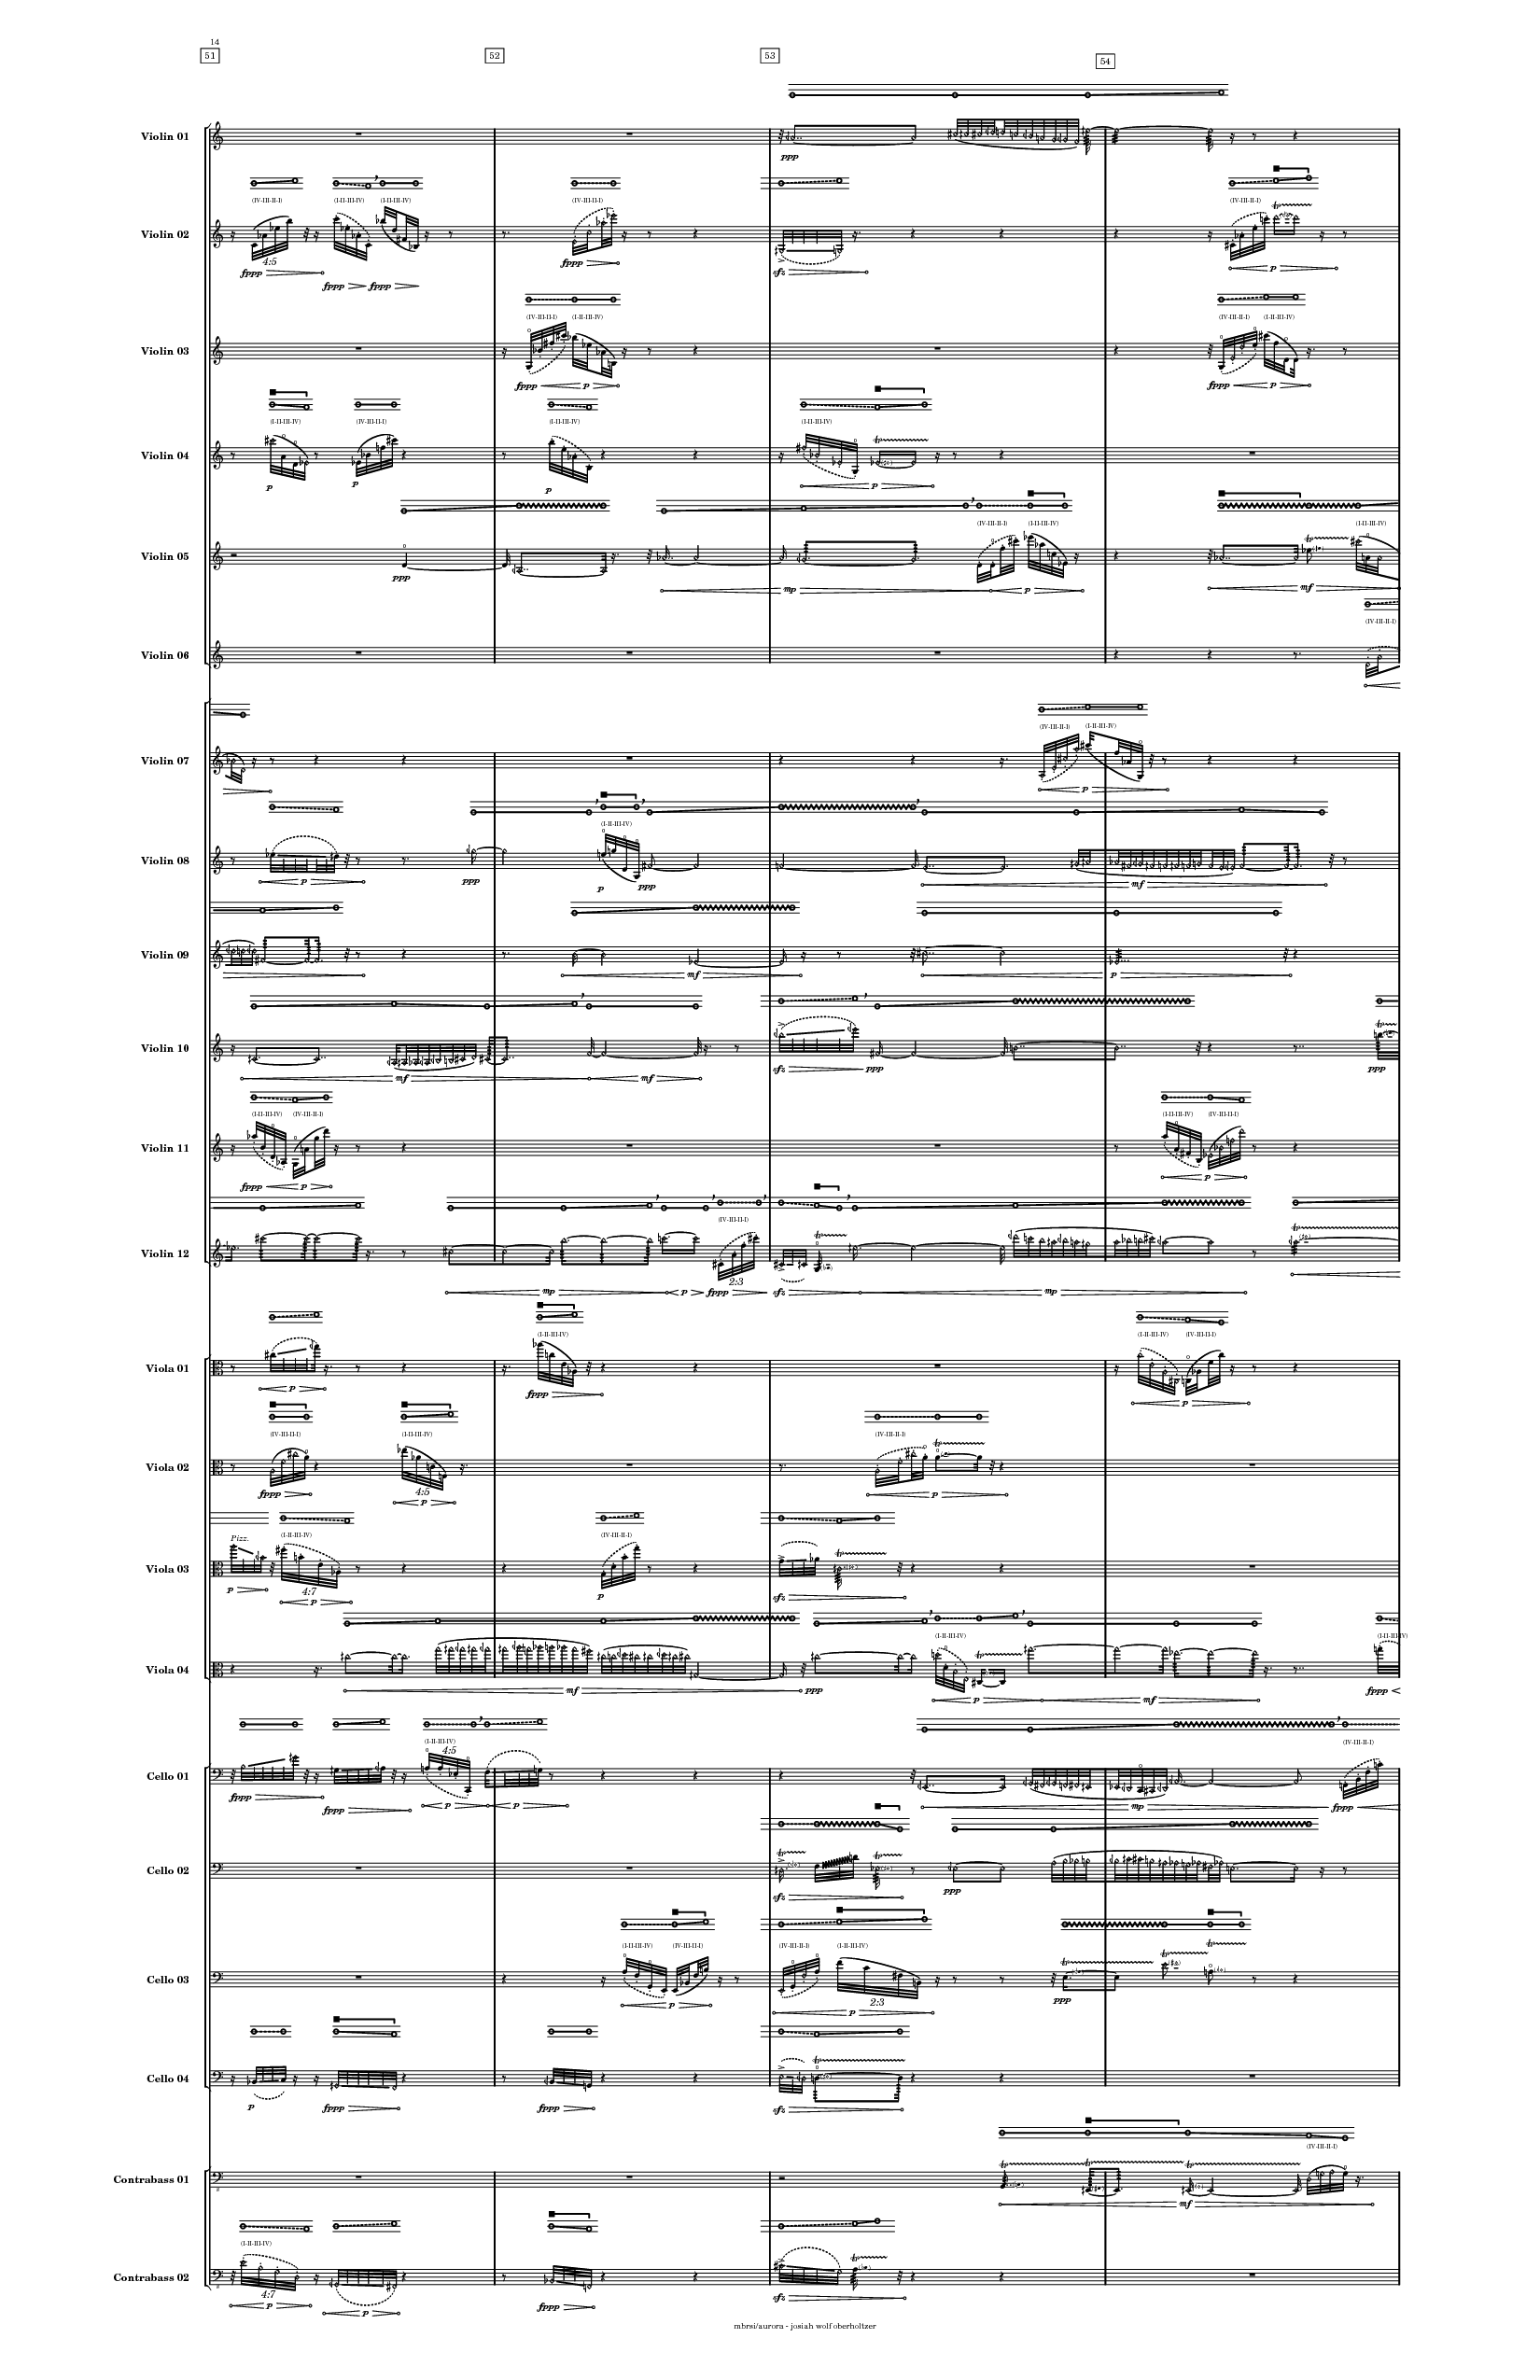 14
51 52 53 54
Violin 01
ppp
(IV-III-II-I) (I-II-III-IV) (I-II-III-IV) (IV-III-II-I) (IV-III-II-I)
Violin 02
4:5
fppp fppp fppp fppp sfz p
(IV-III-II-I) (I-II-III-IV) (IV-III-II-I) (I-II-III-IV)
Violin 03
fppp p fppp p
(I-II-III-IV) (IV-III-II-I) (I-II-III-IV) (I-II-III-IV)
Violin 04
p p p p
(IV-III-II-I) (I-II-III-IV) (I-II-III-IV)
Violin 05
ppp mp p mf
(IV-III-II-I)
Violin 06
(IV-III-II-I) (I-II-III-IV)
Violin 07
p
(I-II-III-IV)
Violin 08
p ppp p ppp mf
Violin 09
mf p
Violin 10
mf mf sfz ppp ppp
(I-II-III-IV) (IV-III-II-I) (I-II-III-IV) (IV-III-II-I)
Violin 11
fppp p p
(IV-III-II-I)
Violin 12
2:3
mp p fppp sfz mp
(I-II-III-IV) (I-II-III-IV) (IV-III-II-I)
Viola 01
p fppp p
(IV-III-II-I) (I-II-III-IV) (IV-III-II-I)
Viola 02
4:5
fppp p p
Pizz. (I-II-III-IV) (IV-III-II-I)
Viola 03
4:7
p p p sfz
(I-II-III-IV) (I-II-III-IV)
Viola 04
mf ppp p mf fppp
(I-II-III-IV) (IV-III-II-I)
4:5
Cello 01
fppp fppp p p mp fppp
Cello 02
sfz ppp
(I-II-III-IV) (IV-III-II-I) (IV-III-II-I) (I-II-III-IV)
Cello 03
2:3
p p ppp
Cello 04
p fppp fppp sfz
(IV-III-II-I)
Contrabass 01
mf
(I-II-III-IV)
Contrabass 02
4:7
p p fppp sfz
mbrsi/aurora - josiah wolf oberholtzer